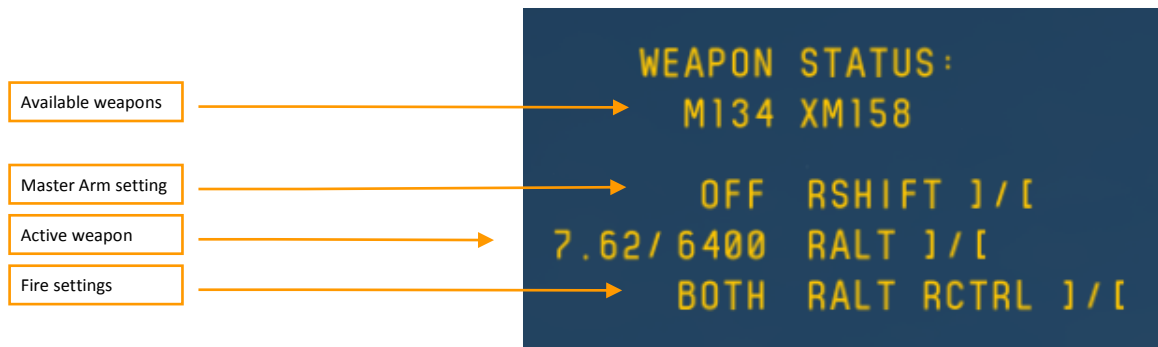 WEAPON STATUS:
Available weapons
M134 XM158
Master Arm setting
OFF RSHIFT ]/[
Active weapon
7.62/6400 RALT ]/[
Fire settings
BOTH RALT RCTRL ]/[